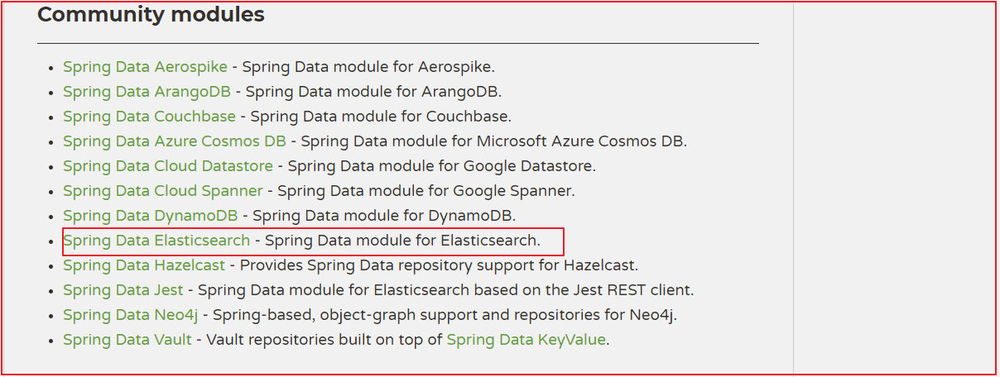 Community modules
Spring Data Aerospike - Spring Data module for Aerospike.
Spring Data ArangoDB - Spring Data module for ArangoDB.
Spring Data Couchbase - Spring Data module for Couchbase.
Spring Data Azure Cosmos DB - Spring Data module for Microsoft Azure Cosmos DB.
Spring Data Cloud Datastore - Spring Data module for Google Datastore.
Spring Data Cloud Spanner - Spring Data module for Google Spanner.
Spring Data DynamoDB - Spring Data module for DynamoDB.
Spring Data Elasticsearch - Spring Data module for Elasticsearch.
Spring Data Hazelcast - Provides Spring Data repository support for Hazelcast.
Spring Data Jest - Spring Data module for Elasticsearch based on the Jest REST client.
Spring Data Neo4j - Spring-based, object-graph support and repositories for Neo4j.
Spring Data Vault - Vault repositories built on top of Spring Data KeyValue.